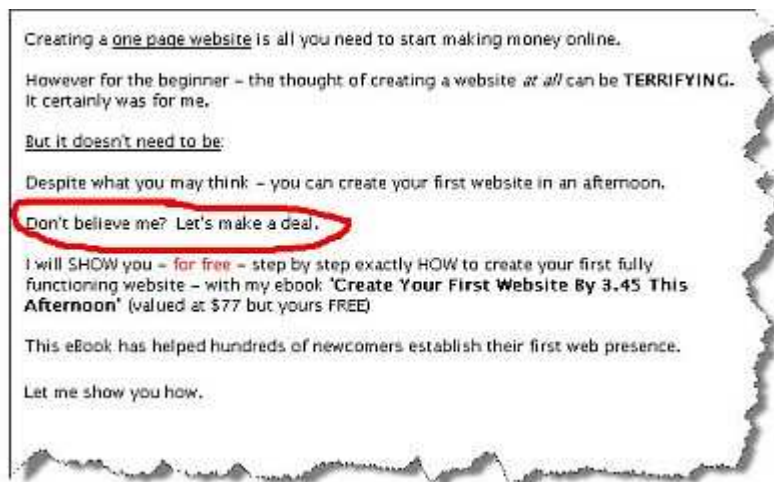 Creating a one page website is all you need to start making money online.
However for the beginner – the thought of creating a website at all can be TERRIFYING.
It certainly was for me.
But it doesn't need to be:
Despite what you may think – you can create your first website in an afternoon.
Don't believe me? Let's make a deal.
I will SHOW you – for free – step by step exactly HOW to create your first fully
functioning website – with my ebook "Create Your First Website By 3.45 This
Afternoon" (valued at $77 but yours FREE)
This eBook has helped hundreds of newcomers establish their first web presence.
Let me show you how.